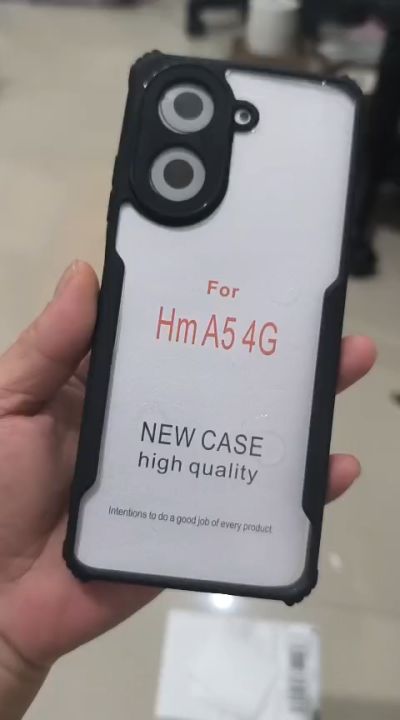 For
Hm A5 4G
NEW CASE
high quality
Intentions to do a good job of every product